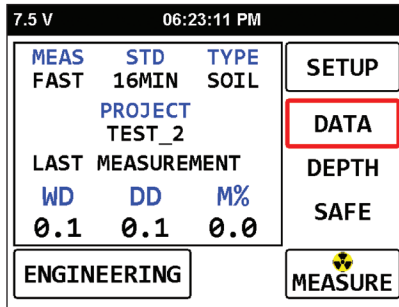 7.5 V 06:23:11 PM
MEAS STD TYPE
FAST 16MIN SOIL
PROJECT
TEST_2
LAST MEASUREMENT
WD DD M%
0.1 0.1 0.0
SETUP
DATA
DEPTH
SAFE
ENGINEERING
MEASURE